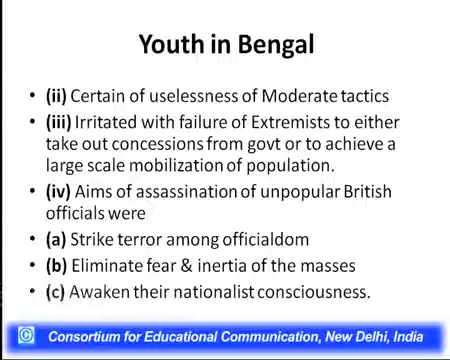 Youth in Bengal
• (ii) Certain of uselessness of Moderate tactics
• (iii) Irritated with failure of Extremists to either
take out concessions from govt or to achieve a
large scale mobilization of population.
• (iv) Aims of assassination of unpopular British
officials were
• (a) Strike terror among officialdom
• (b) Eliminate fear & inertia of the masses
• (c) Awaken their nationalist consciousness.
© Consortium for Educational Communication, New Delhi, India